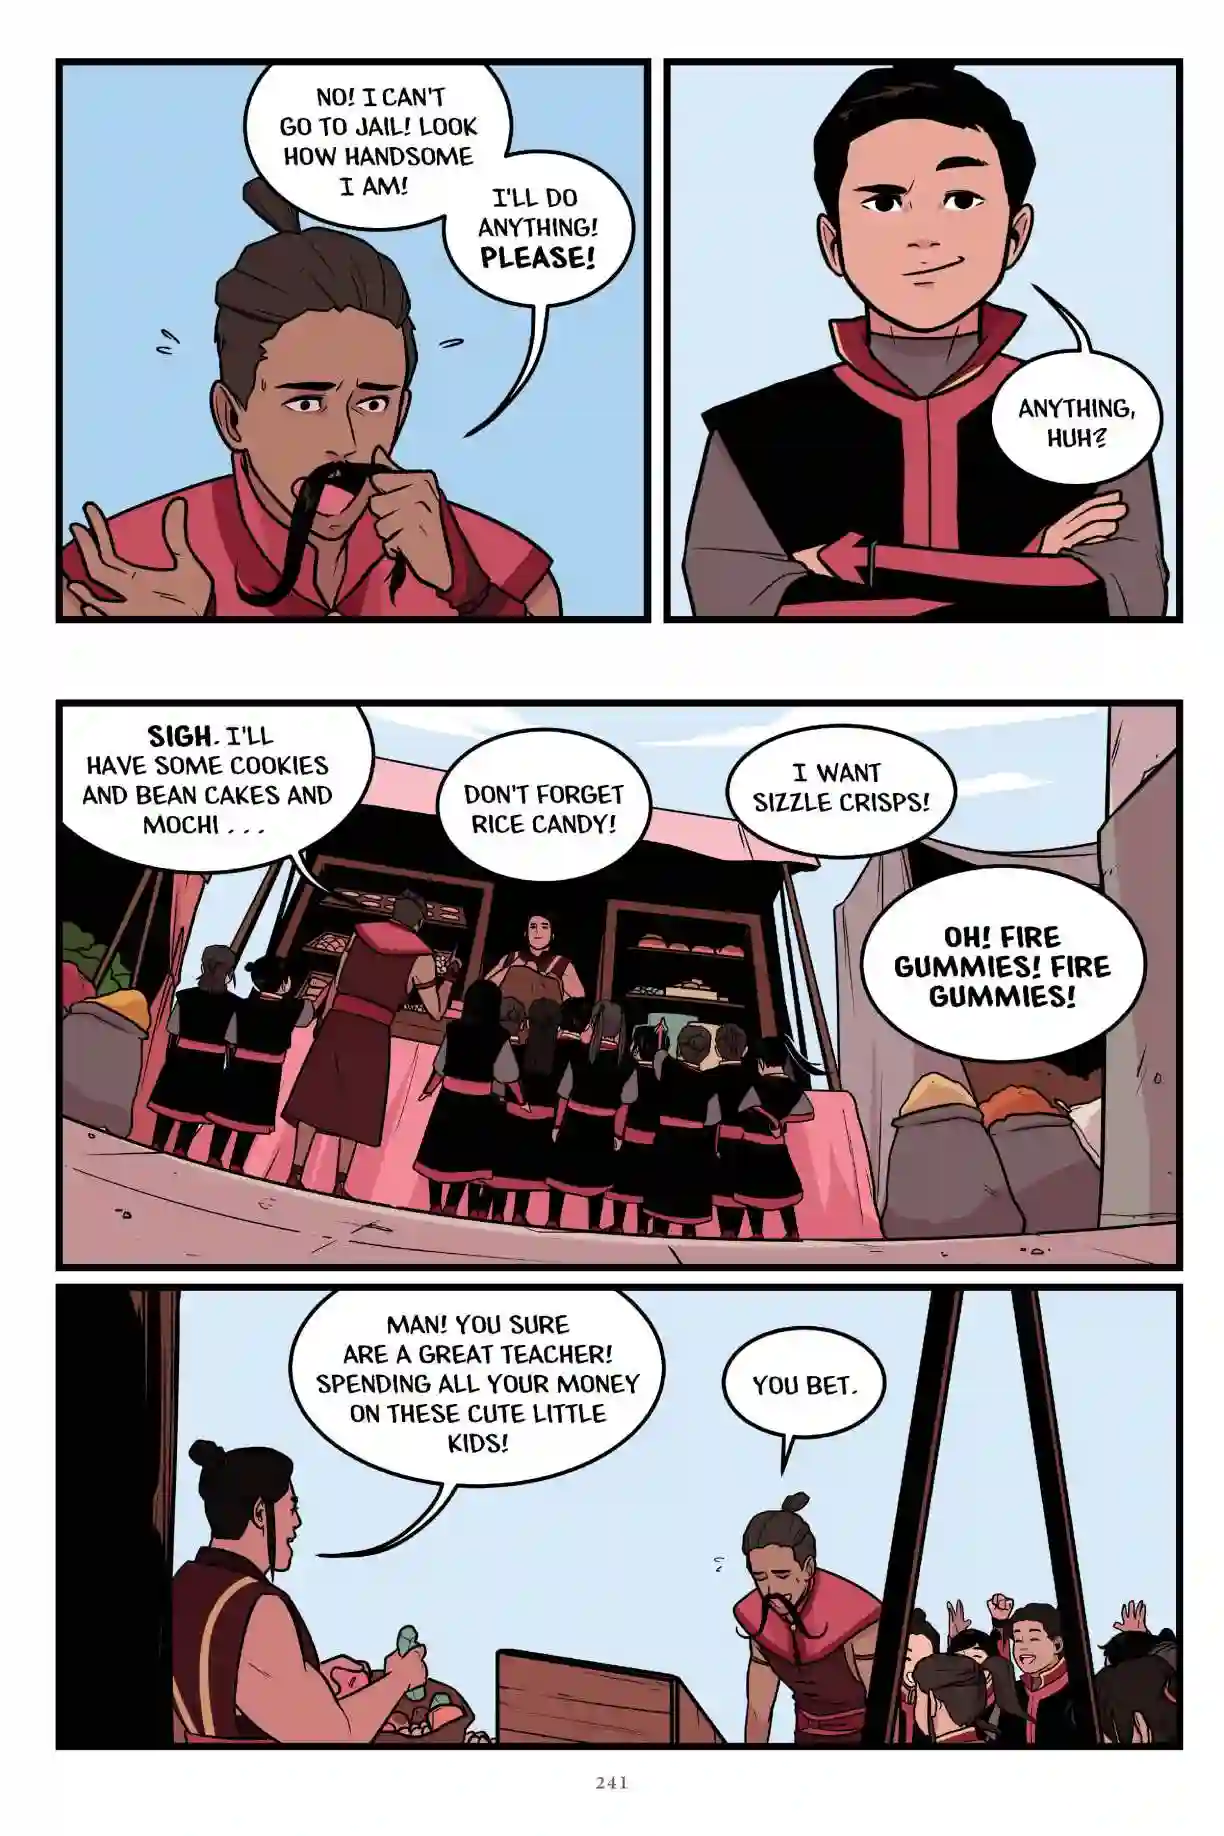 NO! I CAN'T
GO TO JAIL! LOOK
HOW HANDSOME
I AM!
I'LL DO
ANYTHING!
PLEASE!
ANYTHING,
HUH?
SIGH. I'LL
HAVE SOME COOKIES
AND BEAN CAKES AND
MOCHI . . .
DON'T FORGET
RICE CANDY!
I WANT
SIZZLE CRISPS!
OH! FIRE
GUMMIES! FIRE
GUMMIES!
MAN! YOU SURE
ARE A GREAT TEACHER!
SPENDING ALL YOUR MONEY
ON THESE CUTE LITTLE
KIDS!
YOU BET.
241